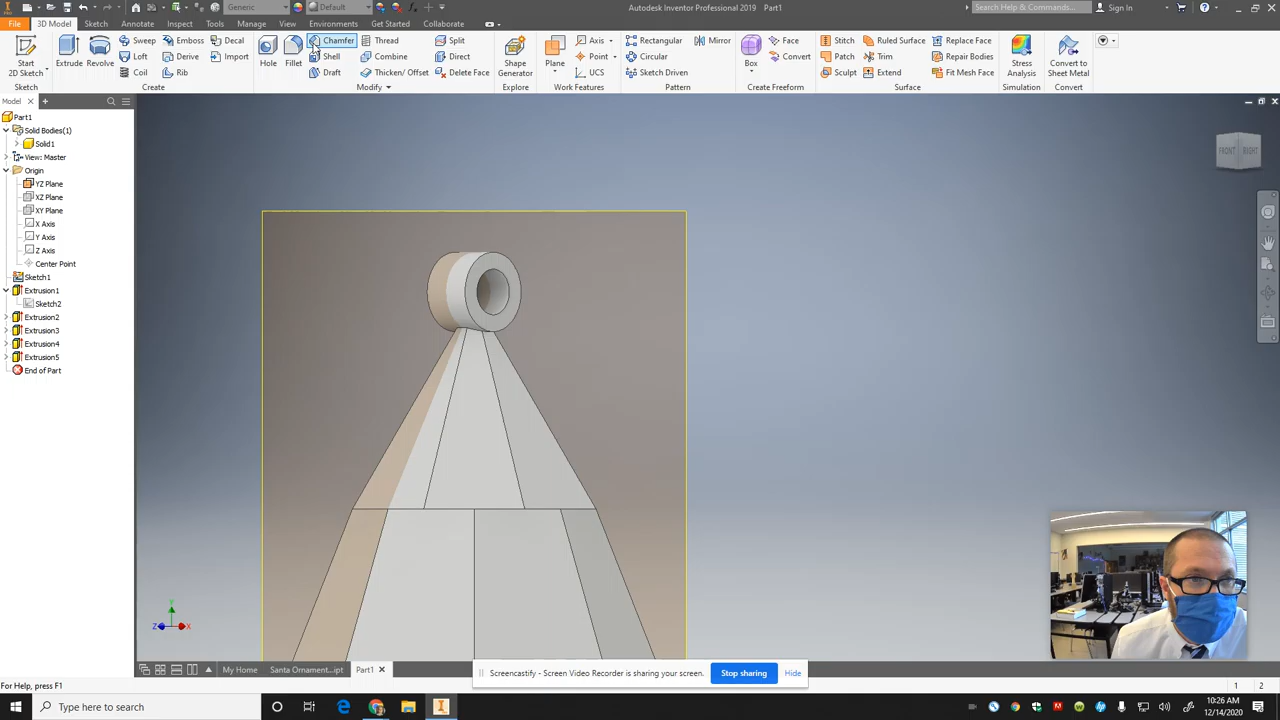 Generic
Default
Autodesk Inventor Professional 2019 Part1
Search Help & Commands...
Sign In
File
3D Model
Sketch
Annotate
Inspect
Tools
Manage
View
Environments
Get Started
Collaborate
Start
2D Sketch
Extrude
Revolve
Sweep
Emboss
Decal
Loft
Derive
Import
Coil
Rib
Hole
Fillet
Chamfer
Thread
Split
Shell
Combine
Direct
Draft
Thicken/ Offset
Delete Face
Shape
Generator
Plane
Axis
Point
UCS
Rectangular
Mirror
Circular
Sketch Driven
Box
Face
Convert
Stitch
Ruled Surface
Replace Face
Patch
Trim
Repair Bodies
Sculpt
Extend
Fit Mesh Face
Stress
Analysis
Convert to
Sheet Metal
Sketch
Create
Modify
Explore
Work Features
Pattern
Create Freeform
Surface
Simulation
Convert
Model
Part1
Solid Bodies(1)
Solid1
View: Master
Origin
YZ Plane
XZ Plane
XY Plane
X Axis
Y Axis
Z Axis
Center Point
Sketch1
Extrusion1
Sketch2
Extrusion2
Extrusion3
Extrusion4
Extrusion5
End of Part
FRONT
RIGHT
Y
Z
X
My Home
Santa Ornament...ipt
Part1
Screencastify - Screen Video Recorder is sharing your screen.
Stop sharing
Hide
For Help, press F1
1
2
Type here to search
10:26 AM
12/14/2020